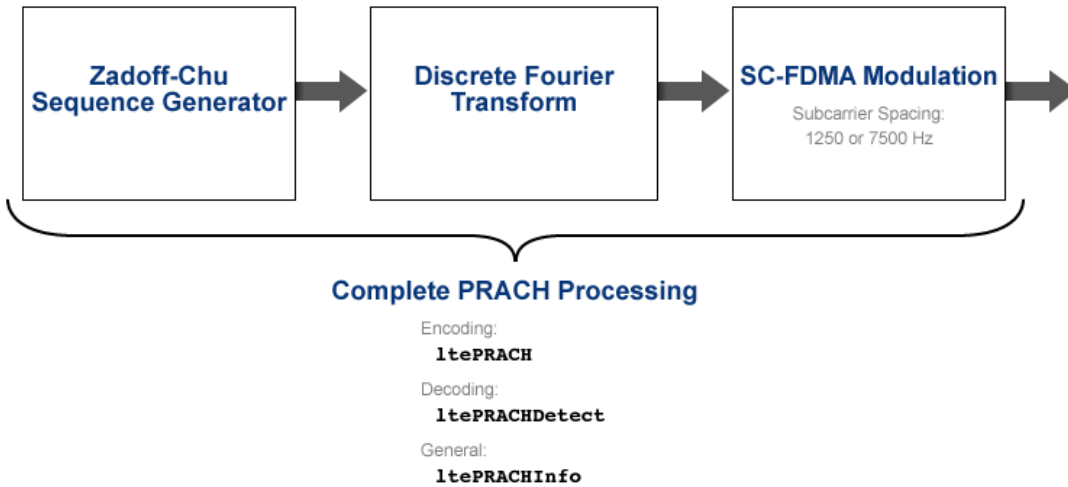 Zadoff-Chu
Sequence Generator
Discrete Fourier
Transform
SC-FDMA Modulation
Subcarrier Spacing:
1250 or 7500 Hz
Complete PRACH Processing
Encoding:
ltePRACH
Decoding:
ltePRACHDetect
General:
ltePRACHInfo